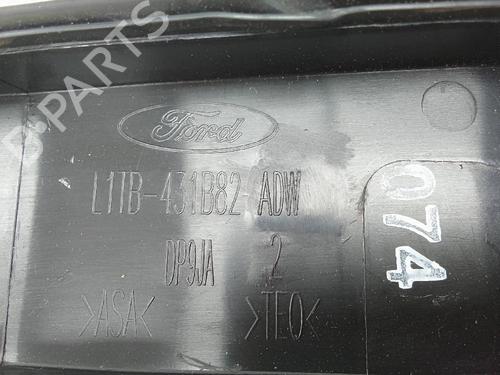 B-PARTS
Ford
L1TB-431B82-ADW
DP9JA 2
>ASA< >TEO<
074